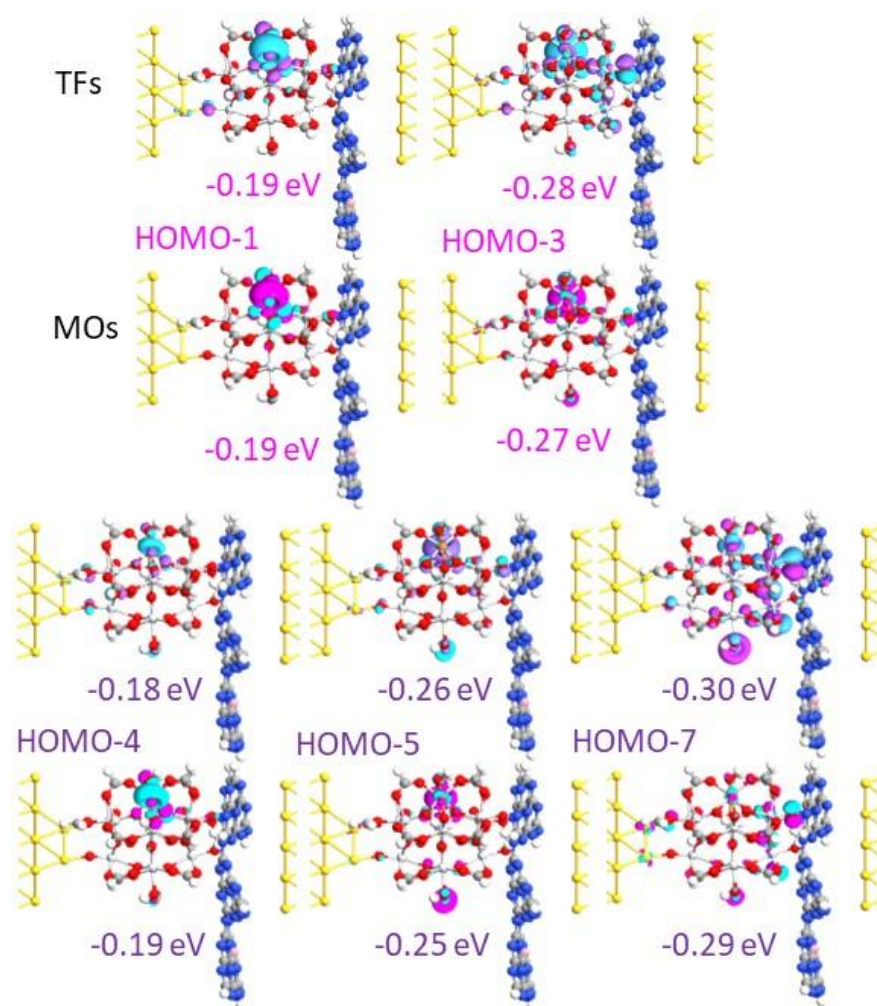 TFs
-0.19 eV -0.28 eV
HOMO-1 HOMO-3
MOs
-0.19 eV -0.27 eV
-0.18 eV -0.26 eV -0.30 eV
HOMO-4 HOMO-5 HOMO-7
-0.19 eV -0.25 eV -0.29 eV